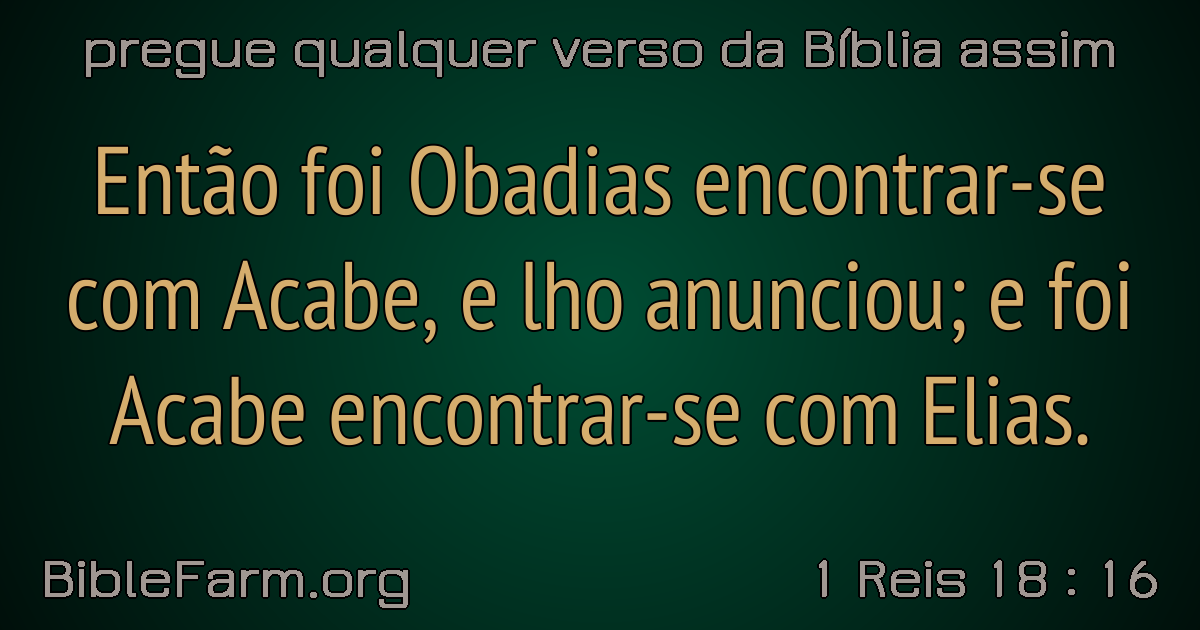 pregue qualquer verso da Bíblia assim
Então foi Obadias encontrar-se
com Acabe, e lho anunciou; e foi
Acabe encontrar-se com Elias.
BibleFarm.org
1 Reis 18 : 16